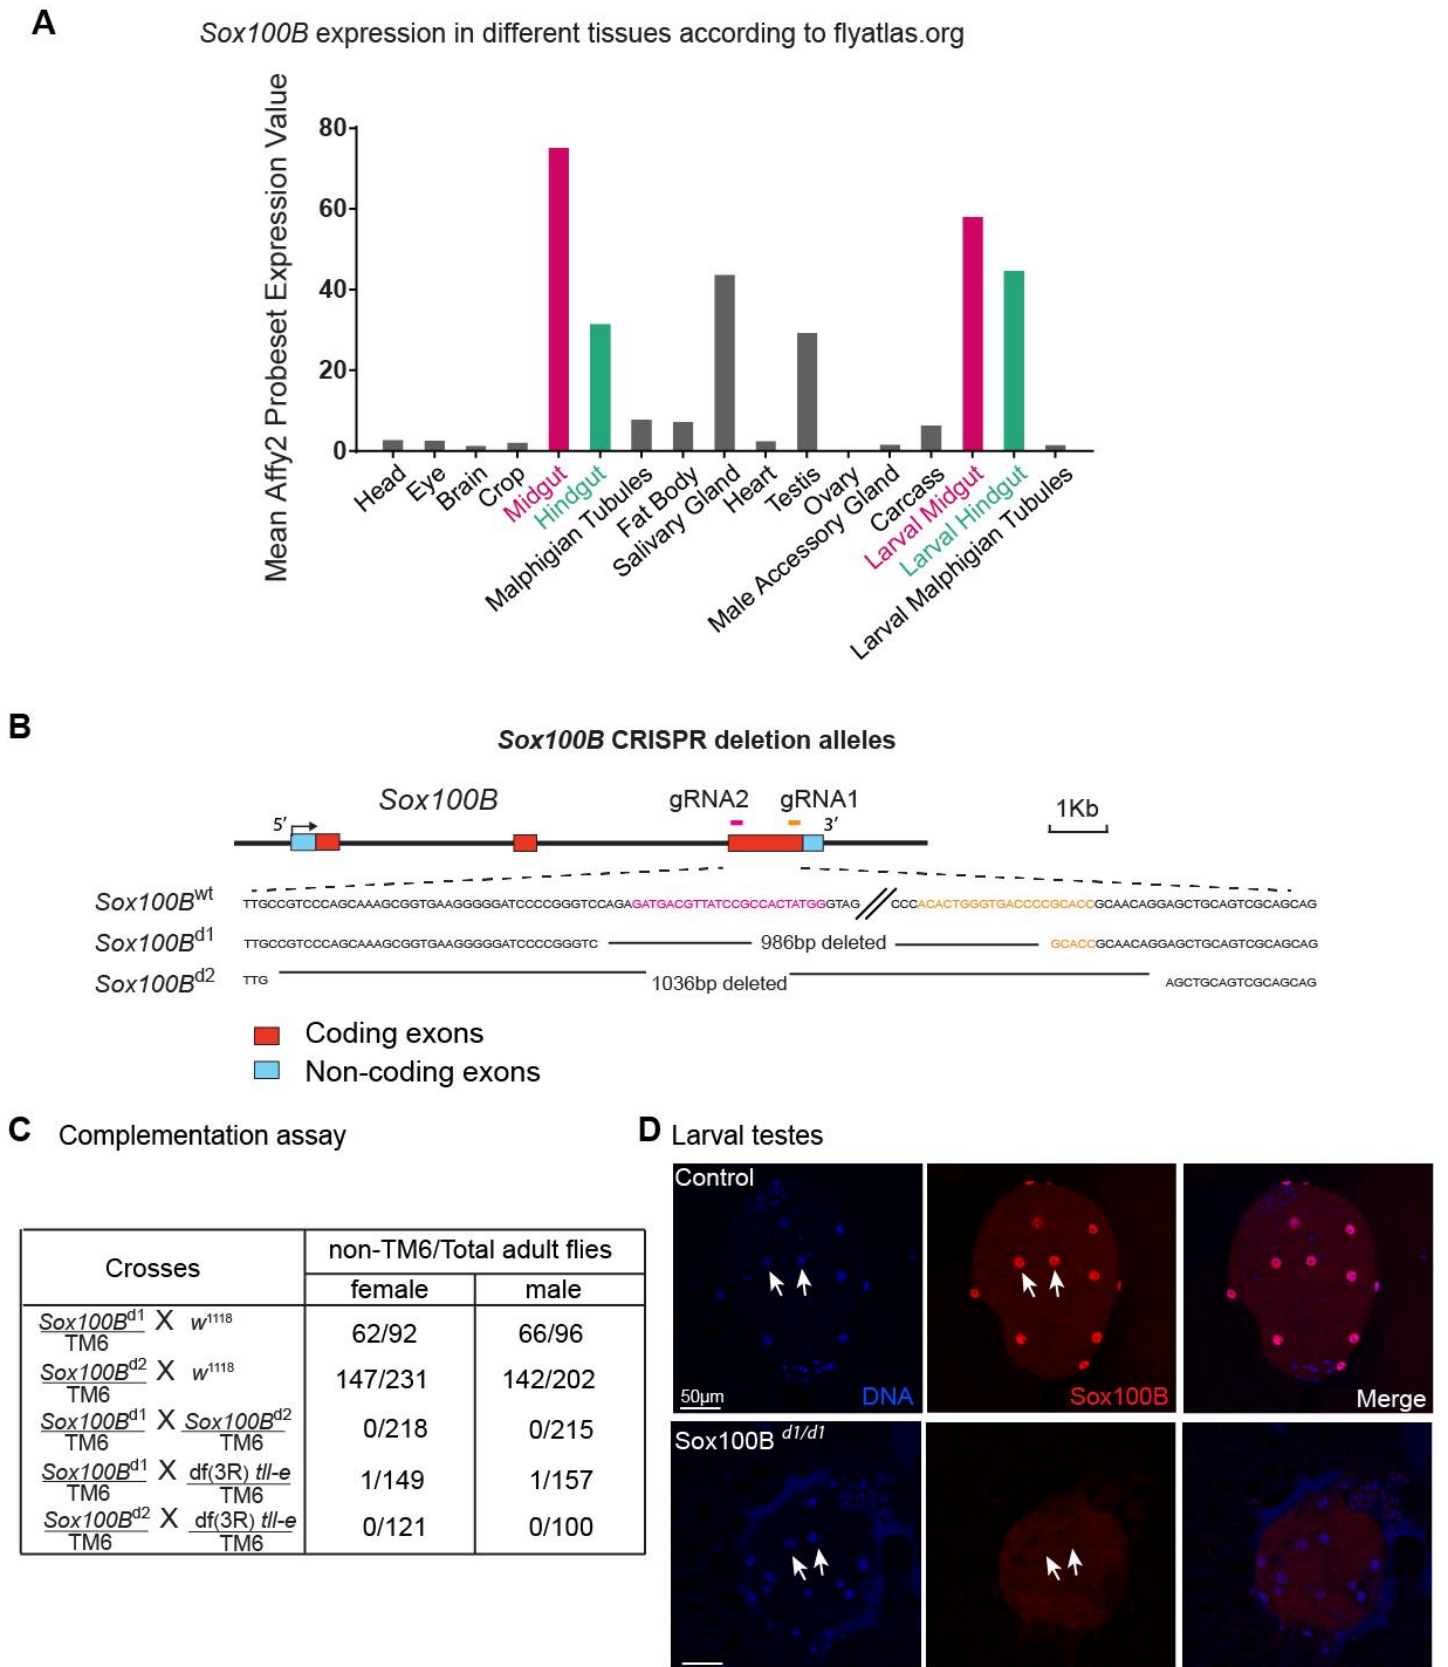 A
Sox100B expression in different tissues according to flyatlas.org
Mean Affy2 Probeset Expression Value
80
60
40
20
0
Head
Eye
Brain
Crop
Midgut
Hindgut
Malphigian Tubules
Fat Body
Salivary Gland
Heart
Testis
Ovary
Male Accessory Gland
Carcass
Larval Midgut
Larval Hindgut
Larval Malphigian Tubules
B
Sox100B CRISPR deletion alleles
Sox100B
gRNA2
gRNA1
1Kb
5′
3′
Sox100Bwt TTGCCGTCCCAGCAAAGCGGTGAAGGGGGATCCCCGGGTCCAGAGATGACGTTATCCGCCACTATGGGTAG // CCCACACTGGGTGACCCCGCACCGCAACAGGAGCTGCAGTCGCAGCAG
Sox100Bd1 TTGCCGTCCCAGCAAAGCGGTGAAGGGGGATCCCCGGGTC 986bp deleted GCACCGCAACAGGAGCTGCAGTCGCAGCAG
Sox100Bd2 TTG 1036bp deleted AGCTGCAGTCGCAGCAG
Coding exons
Non-coding exons
C Complementation assay
Crosses
non-TM6/Total adult flies
female male
Sox100Bd1/TM6 X w1118 62/92 66/96
Sox100Bd2/TM6 X w1118 147/231 142/202
Sox100Bd1/TM6 X Sox100Bd2/TM6 0/218 0/215
Sox100Bd1/TM6 X df(3R) tll-e/TM6 1/149 1/157
Sox100Bd2/TM6 X df(3R) tll-e/TM6 0/121 0/100
D Larval testes
Control
50µm
DNA
Sox100B
Merge
Sox100B d1/d1